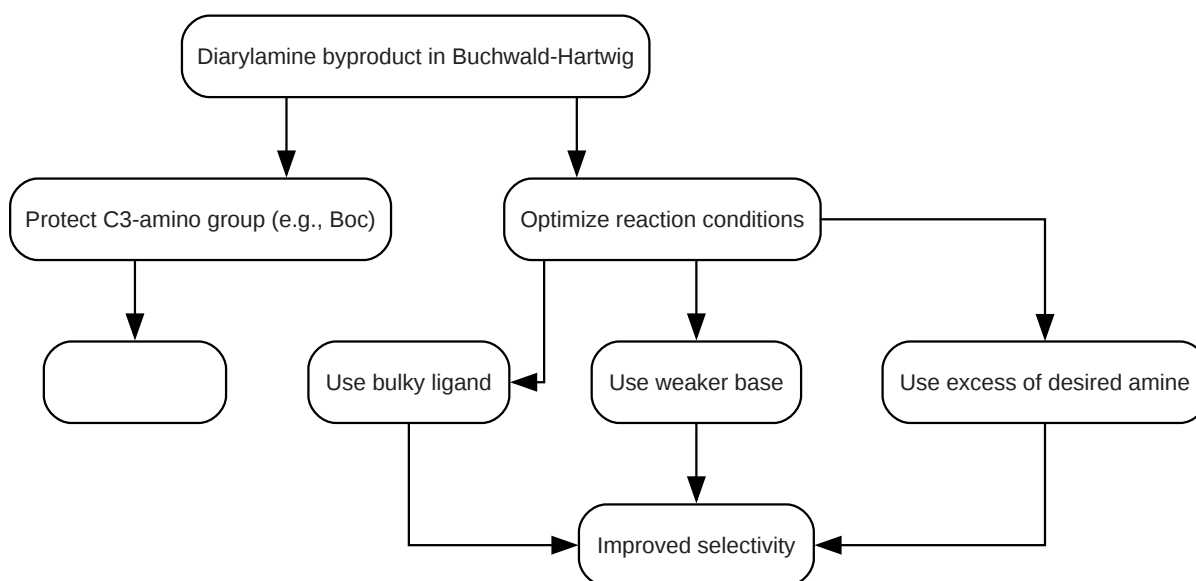 Diarylamine byproduct in Buchwald-Hartwig
Protect C3-amino group (e.g., Boc)
Optimize reaction conditions
Use bulky ligand
Use weaker base
Use excess of desired amine
Improved selectivity